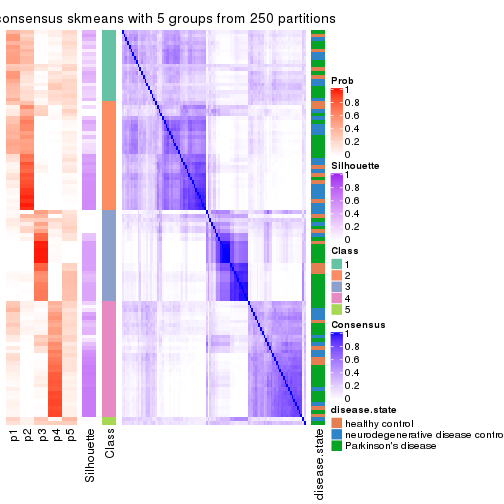 consensus skmeans with 5 groups from 250 partitions
Prob
1
0.8
0.6
0.4
0.2
0
Silhouette
1
0.8
0.6
0.4
0.2
0
Class
1
2
3
4
5
Consensus
1
0.8
0.6
0.4
0.2
0
disease.state
healthy control
neurodegenerative disease contro
Parkinson's disease
p1
p2
p3
p4
p5
Silhouette
Class
disease.state